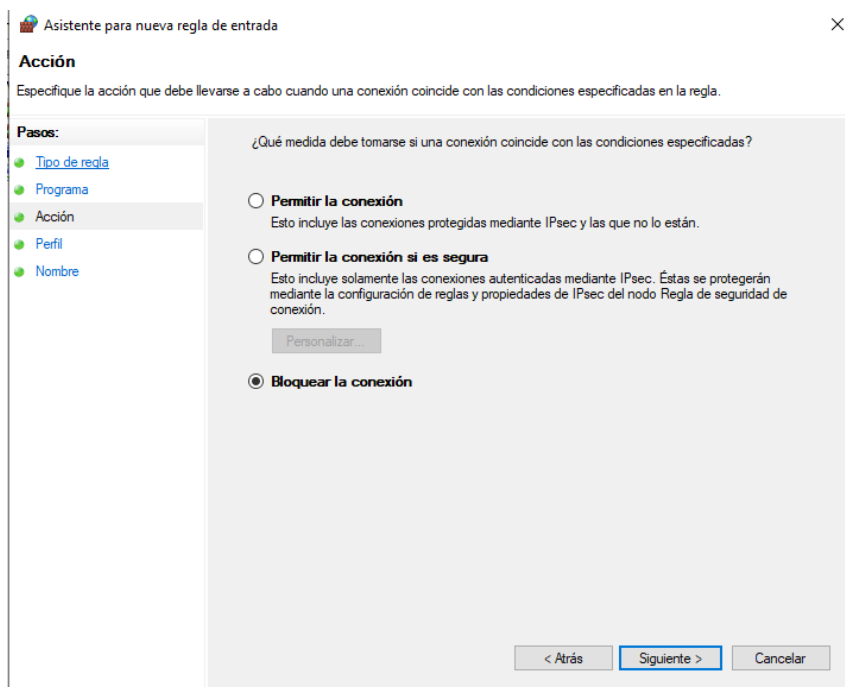 Asistente para nueva regla de entrada
Acción
Especifique la acción que debe llevarse a cabo cuando una conexión coincide con las condiciones especificadas en la regla.
Pasos:
Tipo de regla
Programa
Acción
Perfil
Nombre
¿Qué medida debe tomarse si una conexión coincide con las condiciones especificadas?
Permitir la conexión
Esto incluye las conexiones protegidas mediante IPsec y las que no lo están.
Permitir la conexión si es segura
Esto incluye solamente las conexiones autenticadas mediante IPsec. Éstas se protegerán
mediante la configuración de reglas y propiedades de IPsec del nodo Regla de seguridad de
conexión.
Personalizar...
Bloquear la conexión
< Atrás
Siguiente >
Cancelar